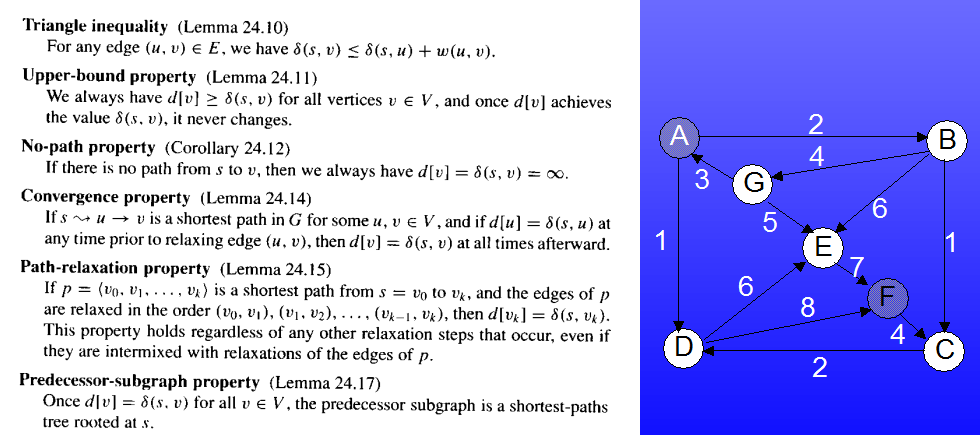 Triangle inequality (Lemma 24.10)
For any edge (u, v) ∈ E, we have δ(s, v) ≤ δ(s, u) + w(u, v).
Upper-bound property (Lemma 24.11)
We always have d[v] ≥ δ(s, v) for all vertices v ∈ V, and once d[v] achieves
the value δ(s, v), it never changes.
No-path property (Corollary 24.12)
If there is no path from s to v, then we always have d[v] = δ(s, v) = ∞.
Convergence property (Lemma 24.14)
If s ⤳ u → v is a shortest path in G for some u, v ∈ V, and if d[u] = δ(s, u) at
any time prior to relaxing edge (u, v), then d[v] = δ(s, v) at all times afterward.
Path-relaxation property (Lemma 24.15)
If p = ⟨v₀, v₁, . . . , vₖ⟩ is a shortest path from s = v₀ to vₖ, and the edges of p
are relaxed in the order (v₀, v₁), (v₁, v₂), . . . , (vₖ₋₁, vₖ), then d[vₖ] = δ(s, vₖ).
This property holds regardless of any other relaxation steps that occur, even if
they are intermixed with relaxations of the edges of p.
Predecessor-subgraph property (Lemma 24.17)
Once d[v] = δ(s, v) for all v ∈ V, the predecessor subgraph is a shortest-paths
tree rooted at s.
2
A
B
4
3
G
5
6
1
E
1
7
6
F
8
4
D
C
2